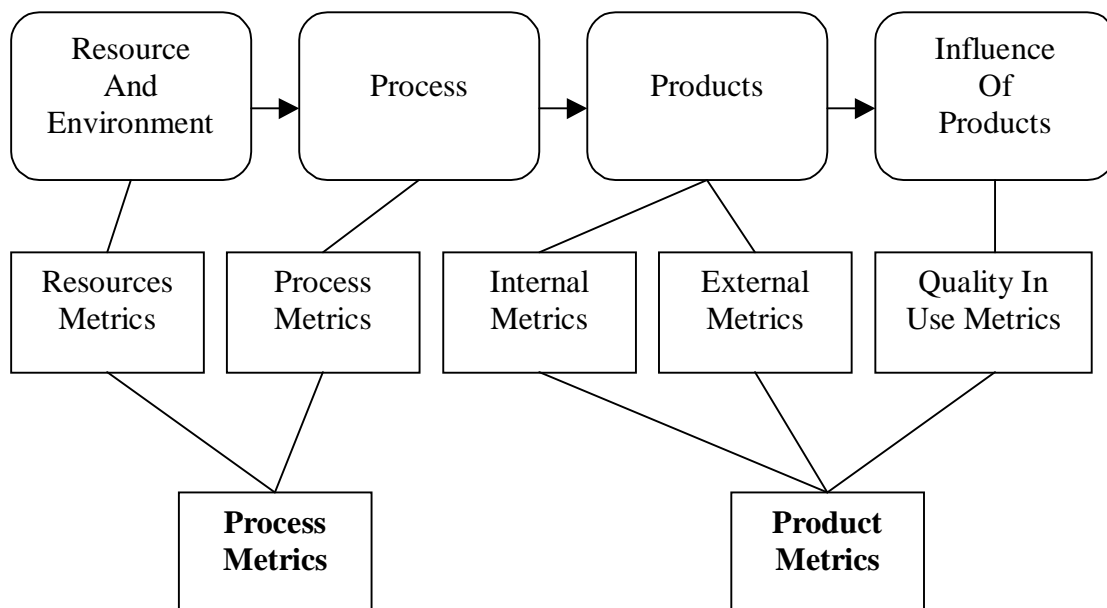 Resource
And
Environment
Process
Products
Influence
Of
Products
Resources
Metrics
Process
Metrics
Internal
Metrics
External
Metrics
Quality In
Use Metrics
Process
Metrics
Product
Metrics